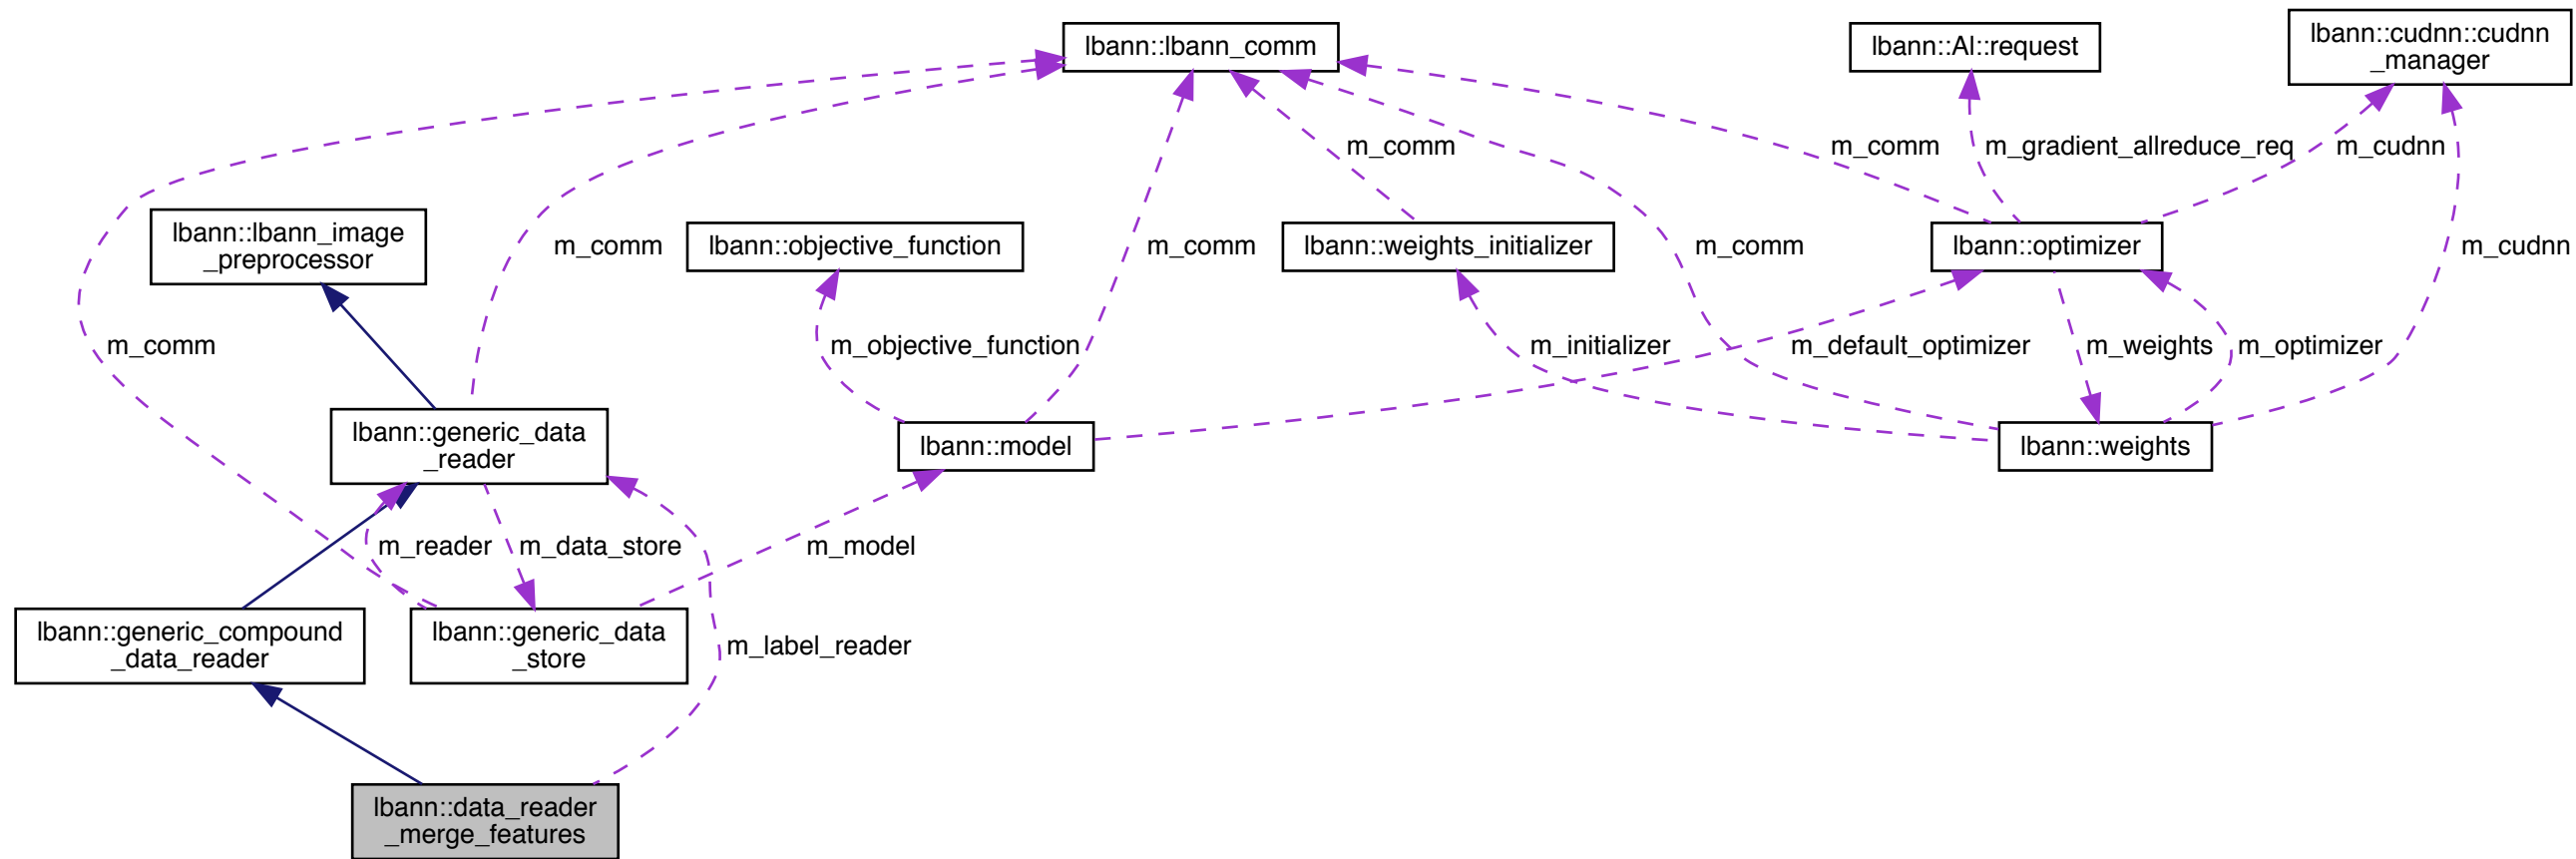 lbann::lbann_comm
lbann::Al::request
lbann::cudnn::cudnn
_manager
m_comm
m_comm
m_gradient_allreduce_req
m_cudnn
lbann::lbann_image
_preprocessor
m_comm
lbann::objective_function
m_comm
lbann::weights_initializer
m_comm
lbann::optimizer
m_cudnn
m_comm
m_objective_function
m_initializer
m_default_optimizer
m_weights
m_optimizer
lbann::generic_data
_reader
lbann::model
lbann::weights
m_reader
m_data_store
m_model
lbann::generic_compound
_data_reader
lbann::generic_data
_store
m_label_reader
lbann::data_reader
_merge_features